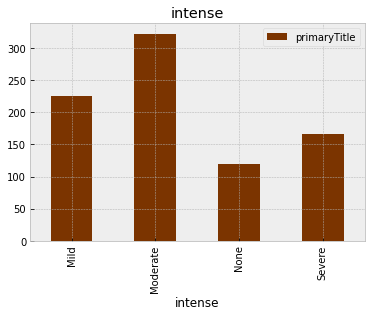 intense
primaryTitle
300
250
200
150
100
50
0
Mild
Moderate
None
Severe
intense